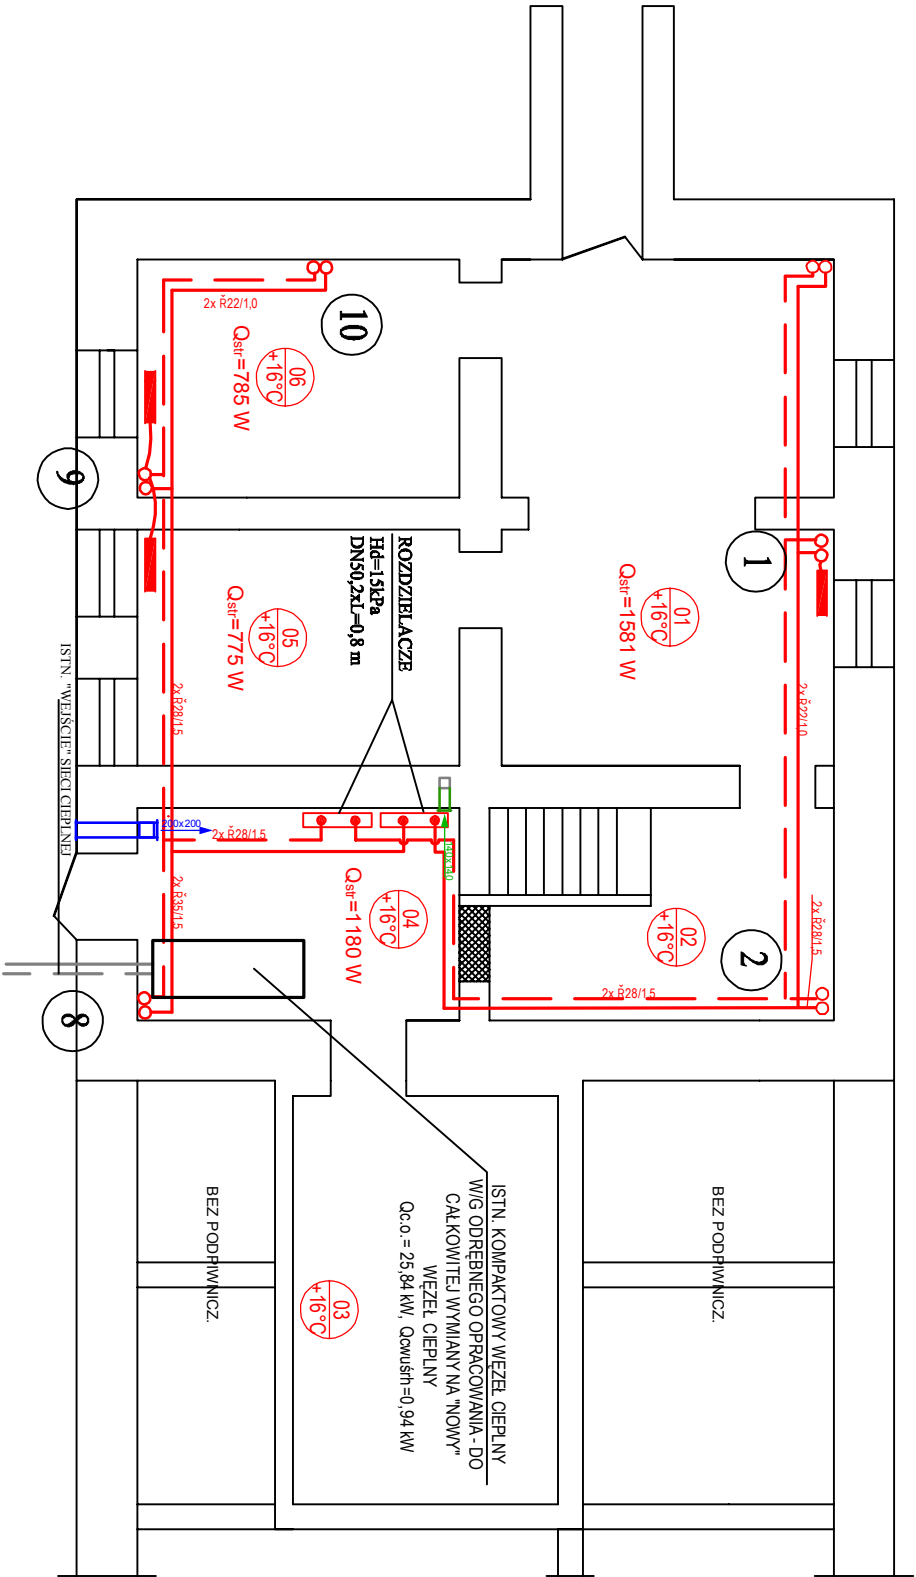 2x Ř22/1,0
10
06
+16°C
Qstr=785 W
9
1
01
+16°C
Qstr=1581 W
2x Ř22/1,0
ROZDZIELACZE
Hd=15kPa
DN50,2xL=0,8 m
05
+16°C
Qstr=775 W
2x Ř28/1,5
ISTN. "WEJŚCIE" SIECI CIEPLNEJ
200x200
2x Ř28/1,5
140x140
2x Ř35/1,5
04
+16°C
Qstr=1180 W
02
+16°C
2
2x Ř28/1,5
2x Ř28/1,5
8
BEZ PODPIWNICZ.
BEZ PODPIWNICZ.
ISTN. KOMPAKTOWY WĘZEŁ CIEPLNY
W/G ODRĘBNEGO OPRACOWANIA - DO
CAŁKOWITEJ WYMIANY NA "NOWY"
WĘZEŁ CIEPLNY
Qc.o.= 25,84 kW, Qcwuśrh=0,94 kW
03
+16°C